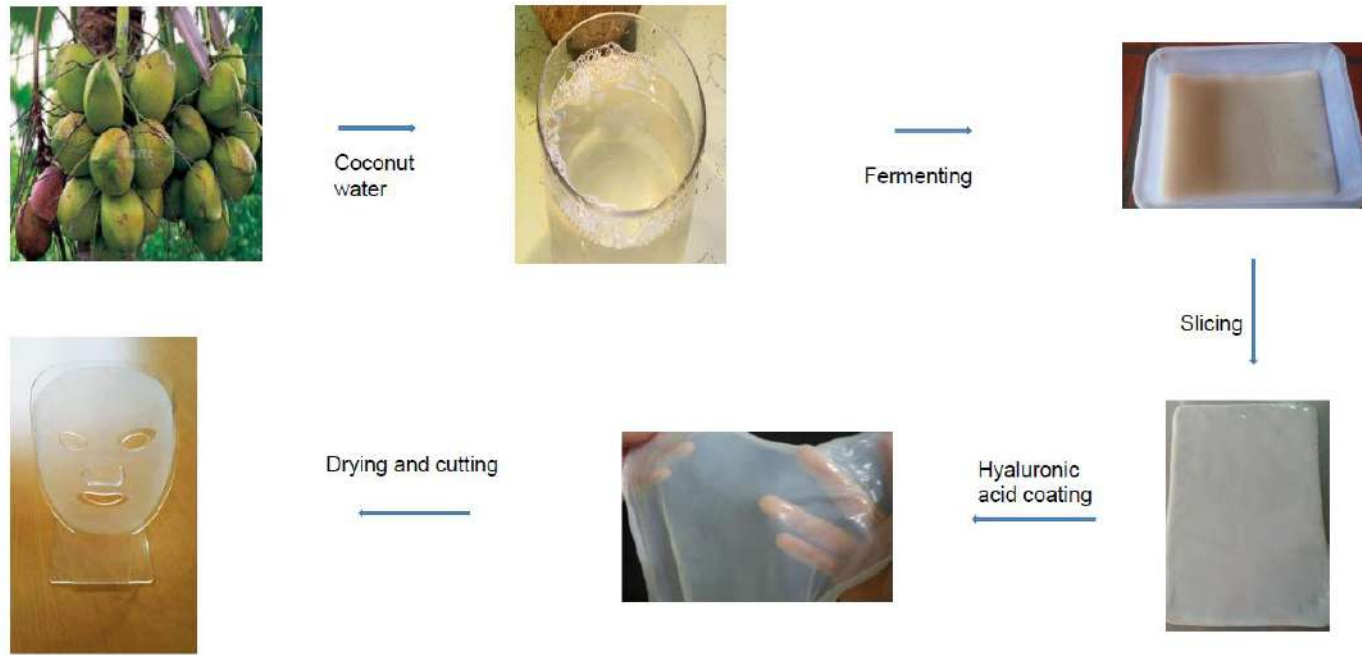 Coconut
water
Fermenting
Slicing
Hyaluronic
acid coating
Drying and cutting